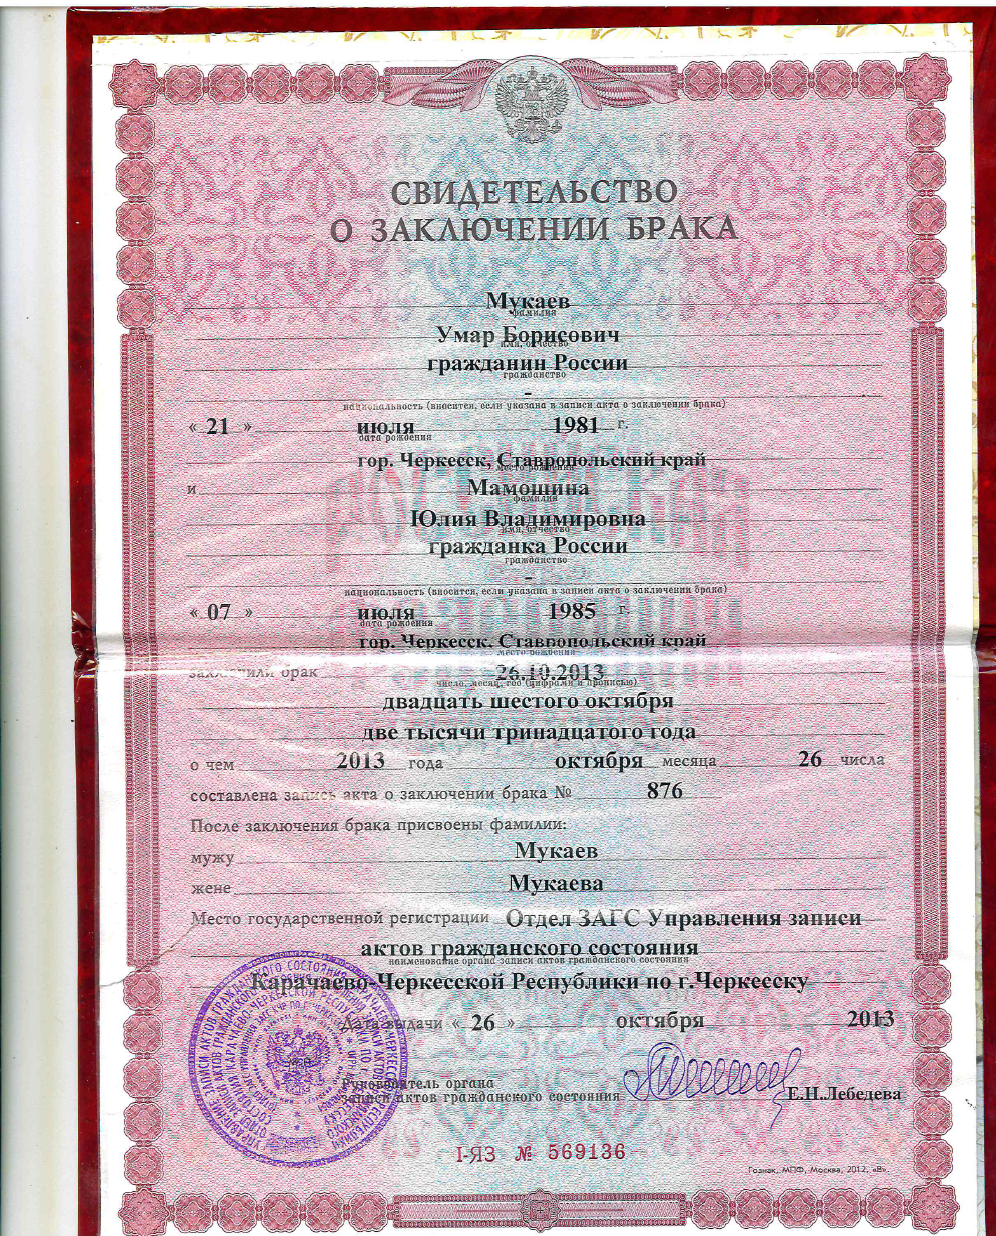 СВИДЕТЕЛЬСТВО
О ЗАКЛЮЧЕНИИ БРАКА
Мукаев
фамилия
Умар Борисович
имя, отчество
гражданин России
гражданство
-
национальность (вносится, если указана в записи акта о заключении брака)
« 21 » июля 1981 г.
дата рождения
гор. Черкесск, Ставропольский край
место рождения
и Мамошина
фамилия
Юлия Владимировна
имя, отчество
гражданка России
гражданство
-
национальность (вносится, если указана в записи акта о заключении брака)
« 07 » июля 1985 г.
дата рождения
гор. Черкесск, Ставропольский край
место рождения
заключили брак 26.10.2013
число, месяц, год (цифрами и прописью)
двадцать шестого октября
две тысячи тринадцатого года
о чем 2013 года октября месяца 26 числа
составлена запись акта о заключении брака № 876
После заключения брака присвоены фамилии:
мужу Мукаев
жене Мукаева
Место государственной регистрации Отдел ЗАГС Управления записи
актов гражданского состояния
наименование органа записи актов гражданского состояния
Карачаево-Черкесской Республики по г.Черкесску
Дата выдачи « 26 » октября 2013
Руководитель органа
записи актов гражданского состояния Е.Н.Лебедева
I-ЯЗ № 569136
Гознак, МПФ, Москва, 2012, «В».